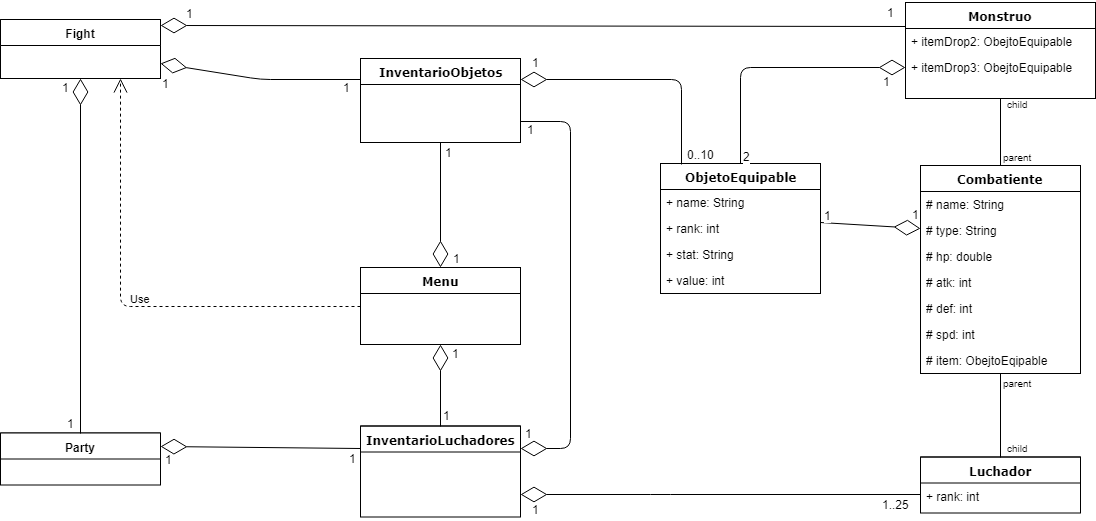 Fight
1
1
Monstruo
+ itemDrop2: ObejtoEquipable
+ itemDrop3: ObejtoEquipable
1
1
1
InventarioObjetos
1
1
1
child
1
0..10
2
parent
ObjetoEquipable
+ name: String
+ rank: int
+ stat: String
+ value: int
1
1
Combatiente
# name: String
# type: String
# hp: double
# atk: int
# def: int
# spd: int
# item: ObejtoEqipable
1
Menu
Use
1
parent
1
1
1
child
Party
1
1
InventarioLuchadores
1
1..25
Luchador
+ rank: int